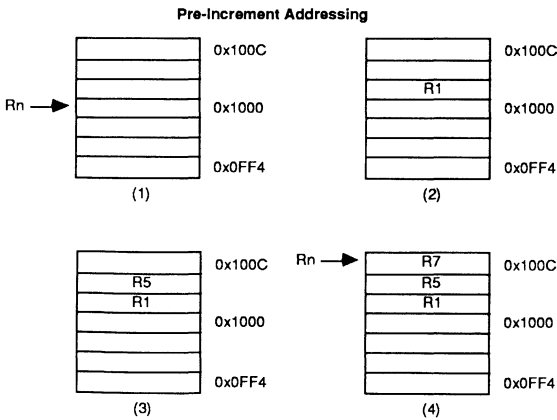 Pre-Increment Addressing
0x100C
R1
Rn
0x1000
0x0FF4
(1)
0x100C
0x1000
0x0FF4
(2)
0x100C
R5
R1
0x1000
0x0FF4
(3)
Rn
R7
0x100C
R5
R1
0x1000
0x0FF4
(4)